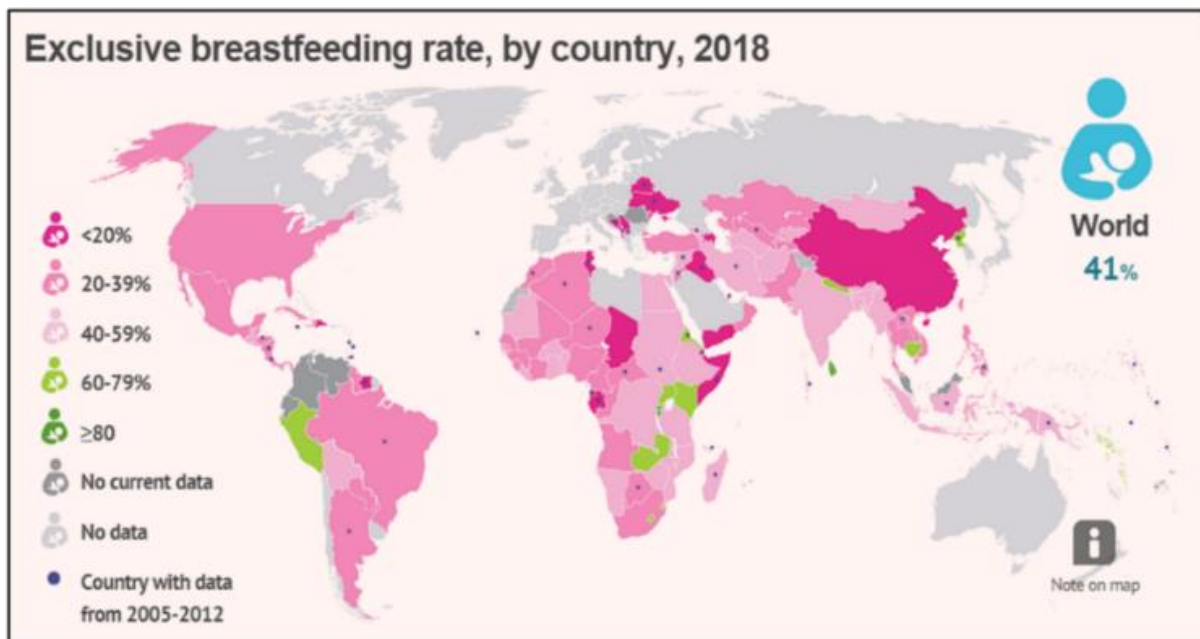 Exclusive breastfeeding rate, by country, 2018
<20%
20-39%
40-59%
60-79%
≥80
No current data
No data
Country with data
from 2005-2012
World
41%
i
Note on map